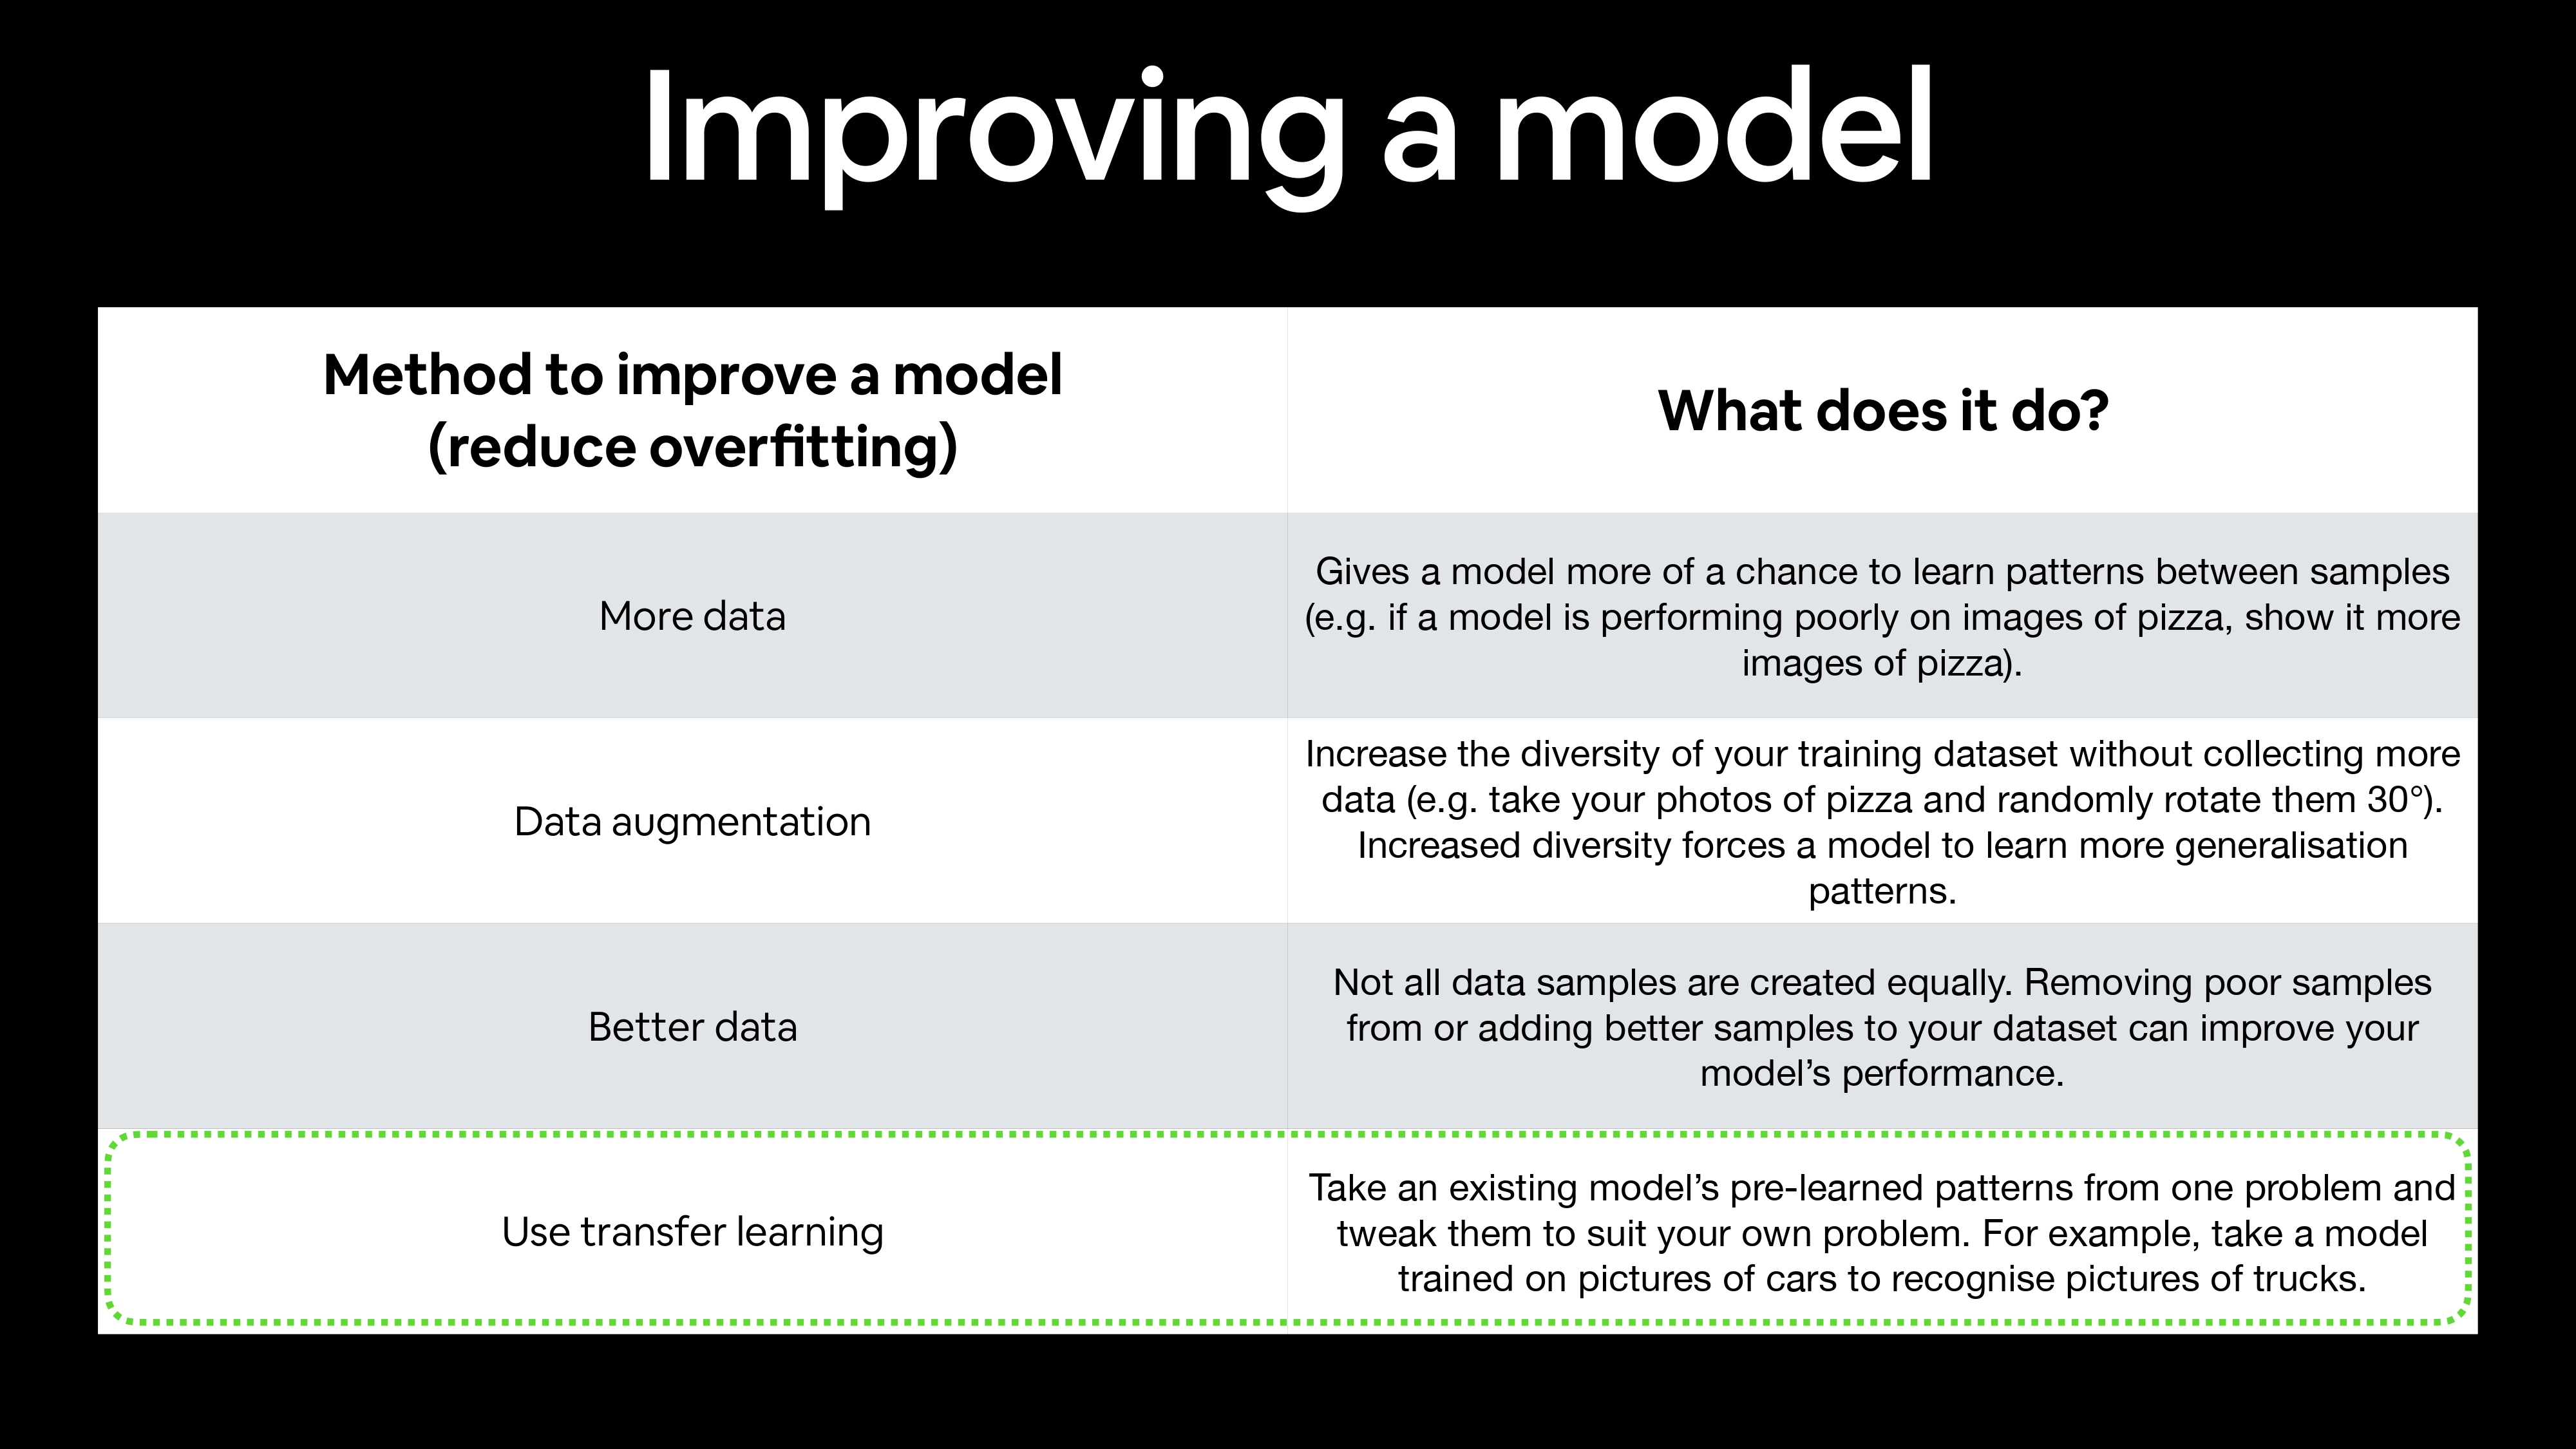 Improving a model
Method to improve a model
(reduce overfitting)
What does it do?
More data
Gives a model more of a chance to learn patterns between samples
(e.g. if a model is performing poorly on images of pizza, show it more
images of pizza).
Data augmentation
Increase the diversity of your training dataset without collecting more
data (e.g. take your photos of pizza and randomly rotate them 30°).
Increased diversity forces a model to learn more generalisation
patterns.
Better data
Not all data samples are created equally. Removing poor samples
from or adding better samples to your dataset can improve your
model’s performance.
Use transfer learning
Take an existing model’s pre-learned patterns from one problem and
tweak them to suit your own problem. For example, take a model
trained on pictures of cars to recognise pictures of trucks.